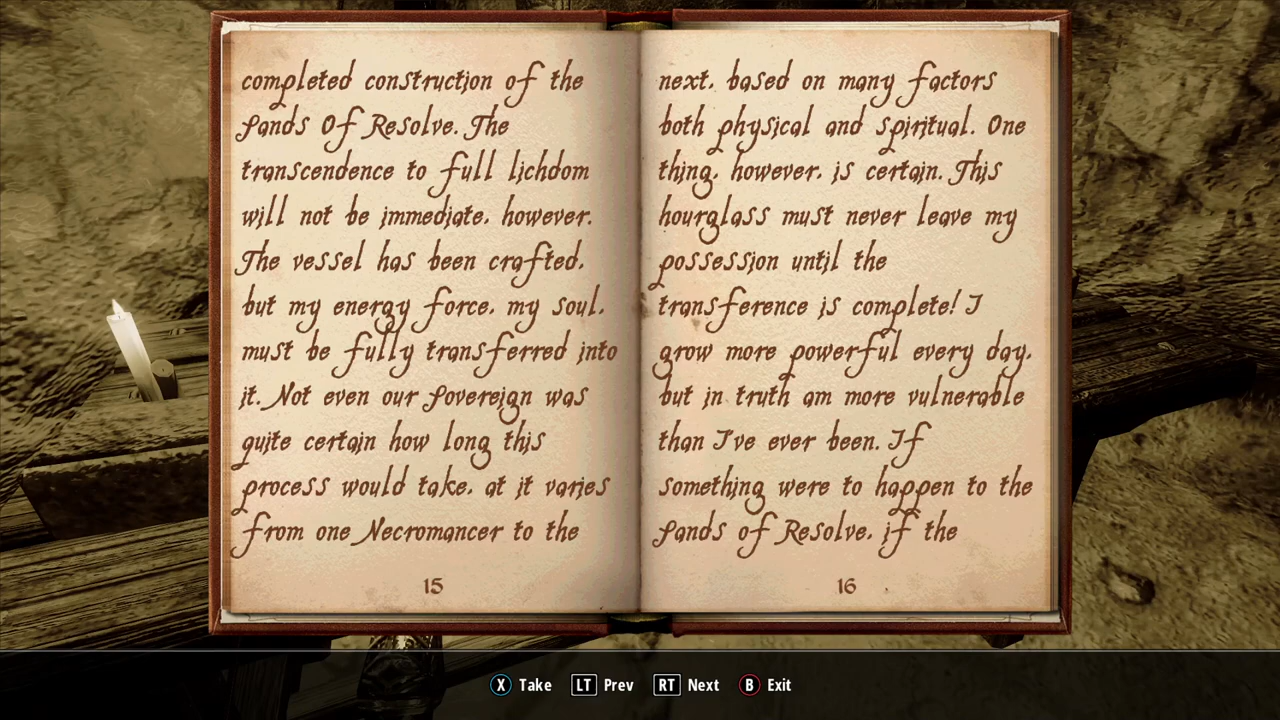 completed construction of the
Sands Of Resolve. The
transcendence to full lichdom
will not be immediate, however.
The vessel has been crafted,
but my energy force, my soul,
must be fully transferred into
it. Not even our Sovereign was
quite certain how long this
process would take, at it varies
from one Necromancer to the
15
next, based on many factors
both physical and spiritual. One
thing, however, is certain. This
hourglass must never leave my
possession until the
transference is complete! I
grow more powerful every day,
but in truth am more vulnerable
than I've ever been. If
something were to happen to the
Sands of Resolve, if the
16
X Take LT Prev RT Next B Exit